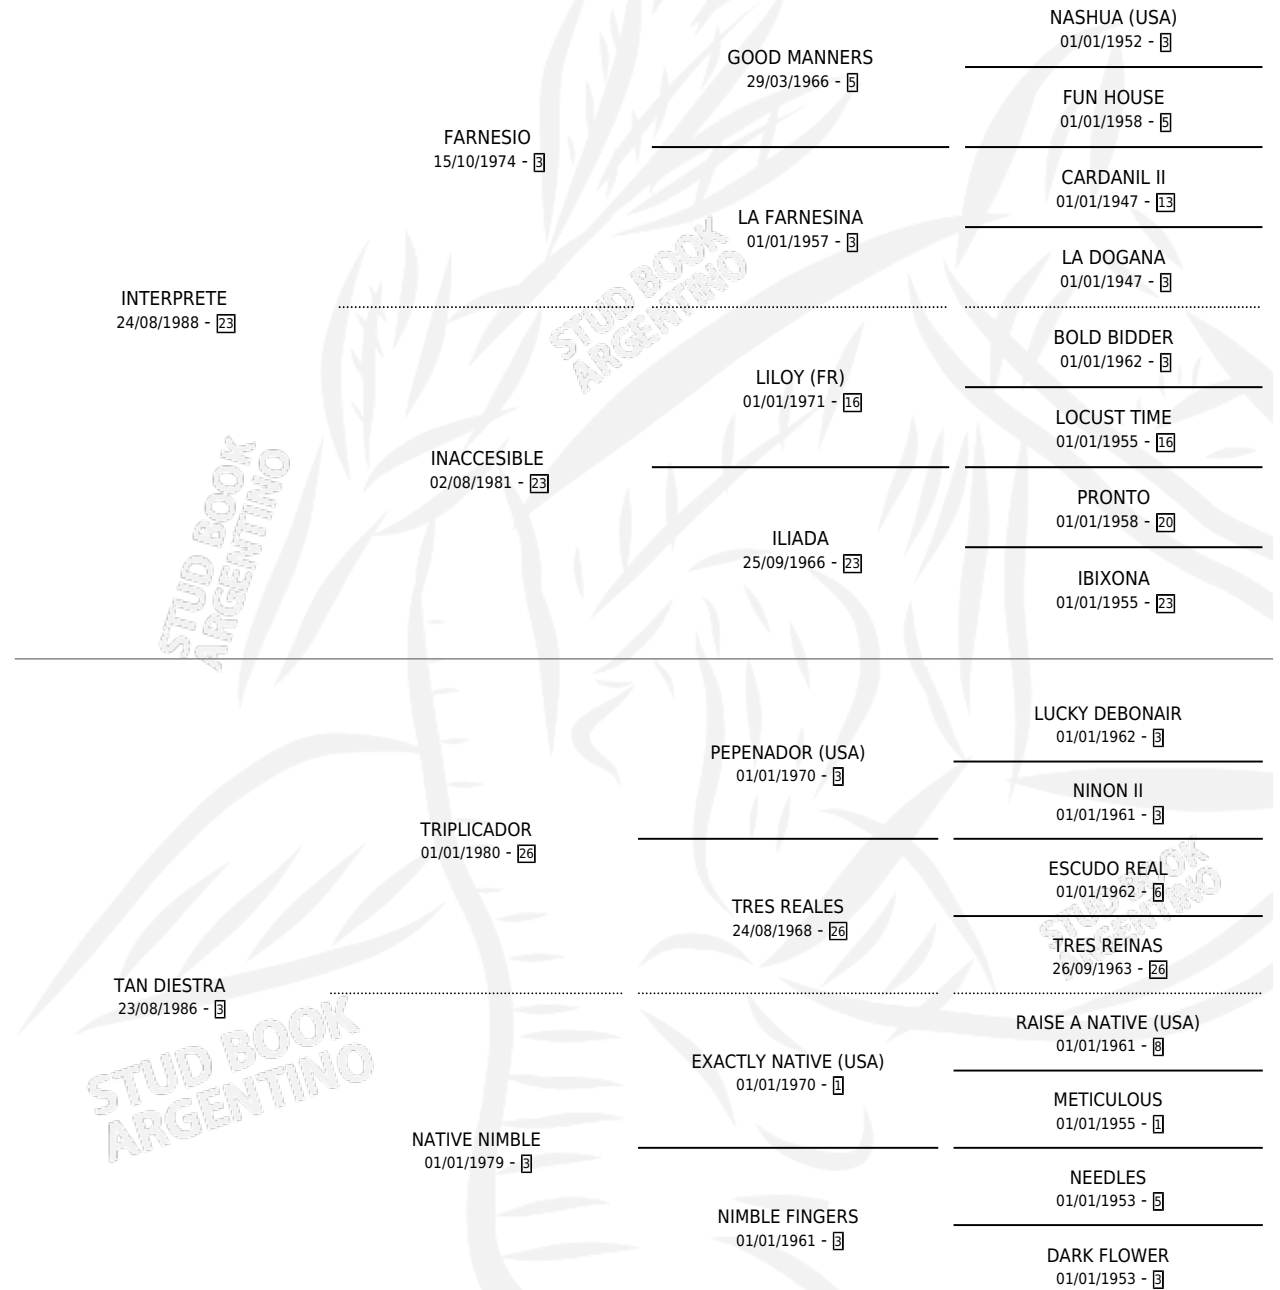 NASHUA (USA)
01/01/1952 - 3
GOOD MANNERS
29/03/1966 - 5
FUN HOUSE
01/01/1958 - 5
FARNESIO
15/10/1974 - 3
CARDANIL II
01/01/1947 - 13
LA FARNESINA
01/01/1957 - 3
LA DOGANA
01/01/1947 - 3
INTERPRETE
24/08/1988 - 23
BOLD BIDDER
01/01/1962 - 3
LILOY (FR)
01/01/1971 - 16
LOCUST TIME
01/01/1955 - 16
INACCESIBLE
02/08/1981 - 23
PRONTO
01/01/1958 - 20
ILIADA
25/09/1966 - 23
IBIXONA
01/01/1955 - 23
LUCKY DEBONAIR
01/01/1962 - 3
PEPENADOR (USA)
01/01/1970 - 3
NINON II
01/01/1961 - 3
TRIPLICADOR
01/01/1980 - 26
ESCUDO REAL
01/01/1962 - 6
TRES REALES
24/08/1968 - 26
TRES REINAS
26/09/1963 - 26
TAN DIESTRA
23/08/1986 - 3
RAISE A NATIVE (USA)
01/01/1961 - 8
EXACTLY NATIVE (USA)
01/01/1970 - 1
METICULOUS
01/01/1955 - 1
NATIVE NIMBLE
01/01/1979 - 3
NEEDLES
01/01/1953 - 5
NIMBLE FINGERS
01/01/1961 - 3
DARK FLOWER
01/01/1953 - 3
STUD BOOK
ARGENTINO
STUD BOOK
ARGENTINO
STUD BOOK
ARGENTINO
STUD BOOK
ARGENTINO